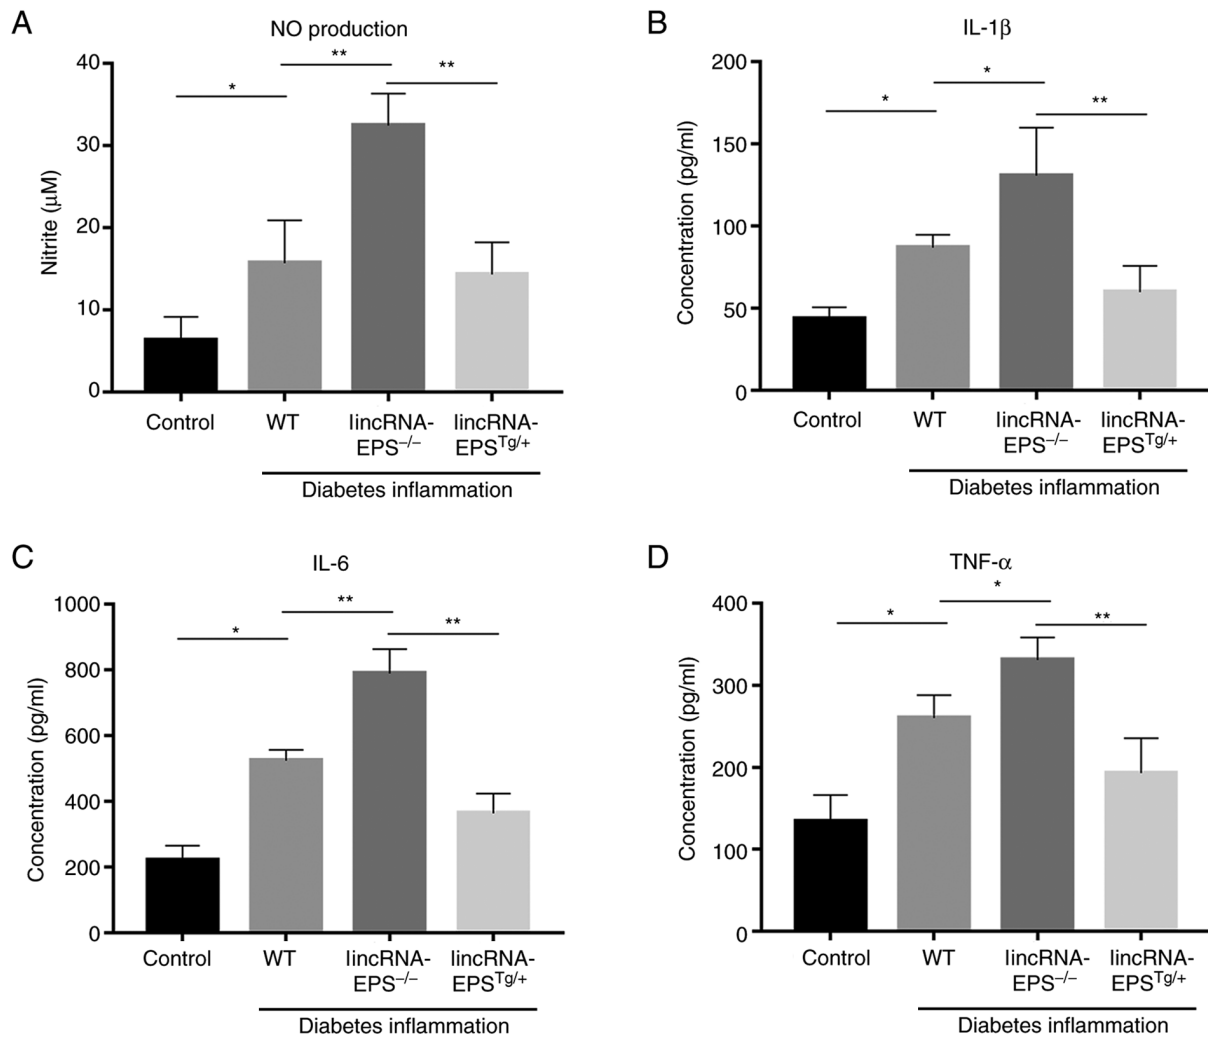 A
NO production
Nitrite (μM)
40
30
20
10
0
*
**
**
Control
WT
lincRNA-
EPS–/–
lincRNA-
EPSTg/+
Diabetes inflammation
B
IL-1β
Concentration (pg/ml)
200
150
100
50
0
*
*
**
Control
WT
lincRNA-
EPS–/–
lincRNA-
EPSTg/+
Diabetes inflammation
C
IL-6
Concentration (pg/ml)
1000
800
600
400
200
0
*
**
**
Control
WT
lincRNA-
EPS–/–
lincRNA-
EPSTg/+
Diabetes inflammation
D
TNF-α
Concentration (pg/ml)
400
300
200
100
0
*
*
**
Control
WT
lincRNA-
EPS–/–
lincRNA-
EPSTg/+
Diabetes inflammation